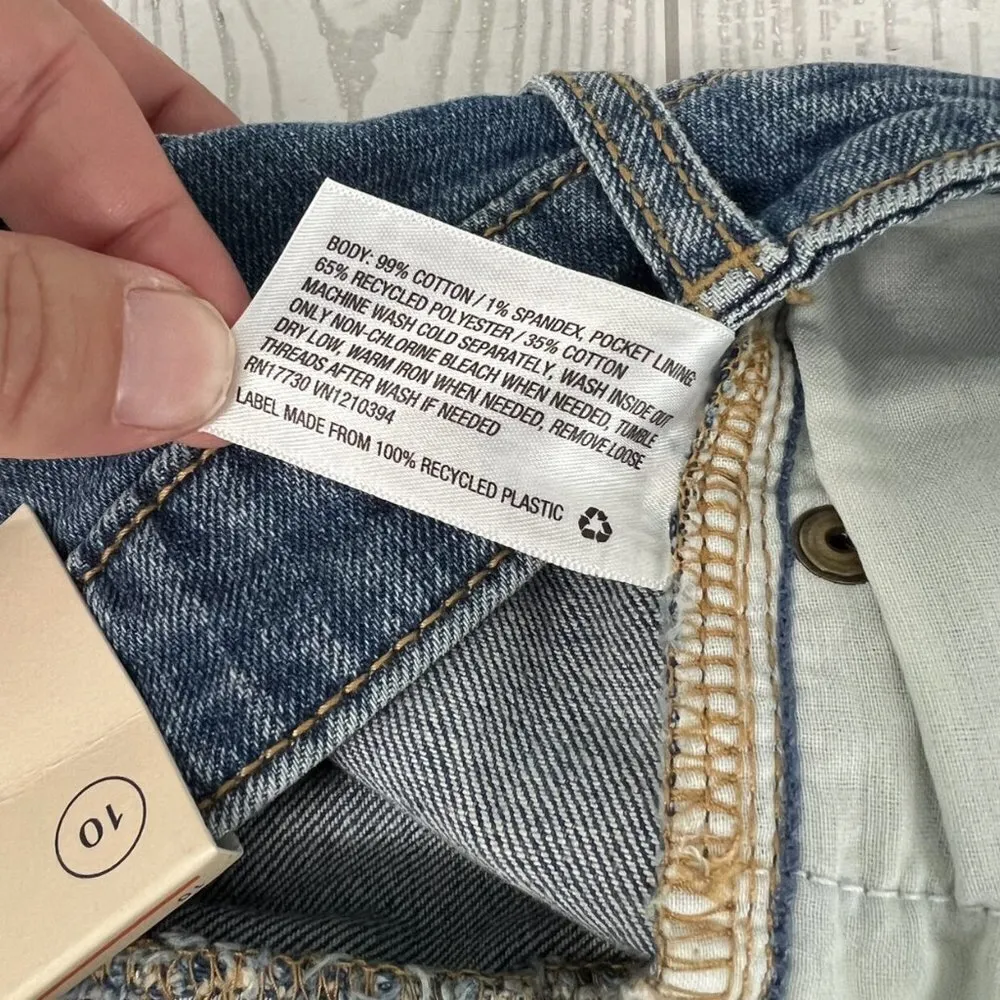 BODY: 99% COTTON / 1% SPANDEX, POCKET LINING
65% RECYCLED POLYESTER / 35% COTTON
MACHINE WASH COLD SEPARATELY, WASH INSIDE OUT
ONLY NON-CHLORINE BLEACH WHEN NEEDED, TUMBLE
DRY LOW, WARM IRON WHEN NEEDED, REMOVE LOOSE
THREADS AFTER WASH IF NEEDED
RN17730 VN1210394
LABEL MADE FROM 100% RECYCLED PLASTIC
10